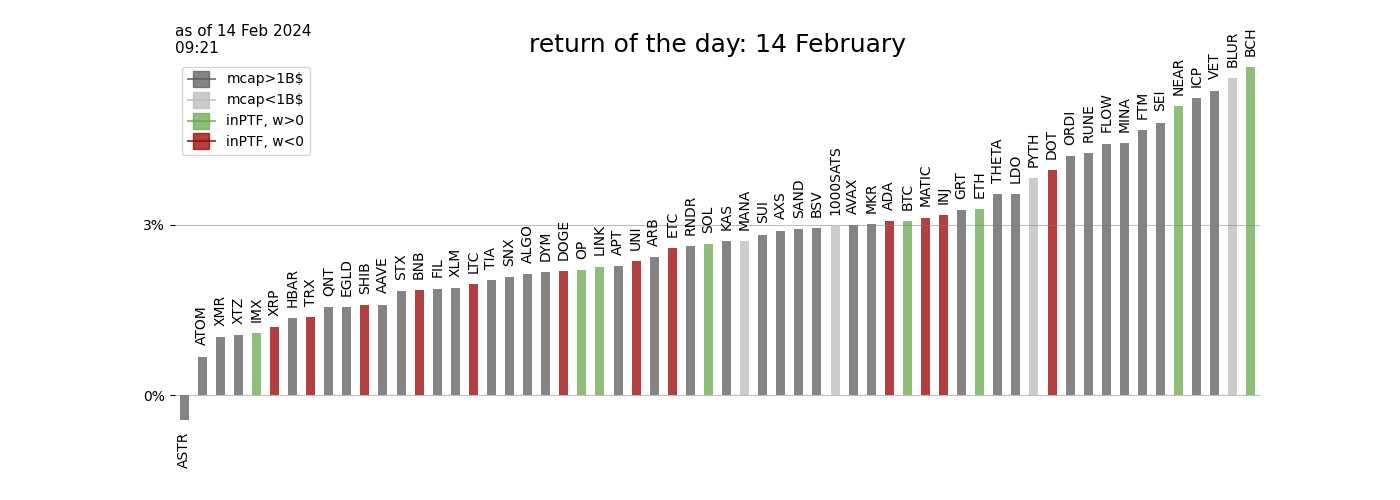 as of 14 Feb 2024
09:21
return of the day: 14 February
mcap>1B$
mcap<1B$
inPTF, w>0
inPTF, w<0
3%
0%
ASTR
ATOM
XMR
XTZ
IMX
XRP
HBAR
TRX
QNT
EGLD
SHIB
AAVE
STX
BNB
FIL
XLM
LTC
TIA
SNX
ALGO
DYM
DOGE
OP
LINK
APT
UNI
ARB
ETC
RNDR
SOL
KAS
MANA
SUI
AXS
SAND
BSV
1000SATS
AVAX
MKR
ADA
BTC
MATIC
INJ
GRT
ETH
THETA
LDO
PYTH
DOT
ORDI
RUNE
FLOW
MINA
FTM
SEI
NEAR
ICP
VET
BLUR
BCH